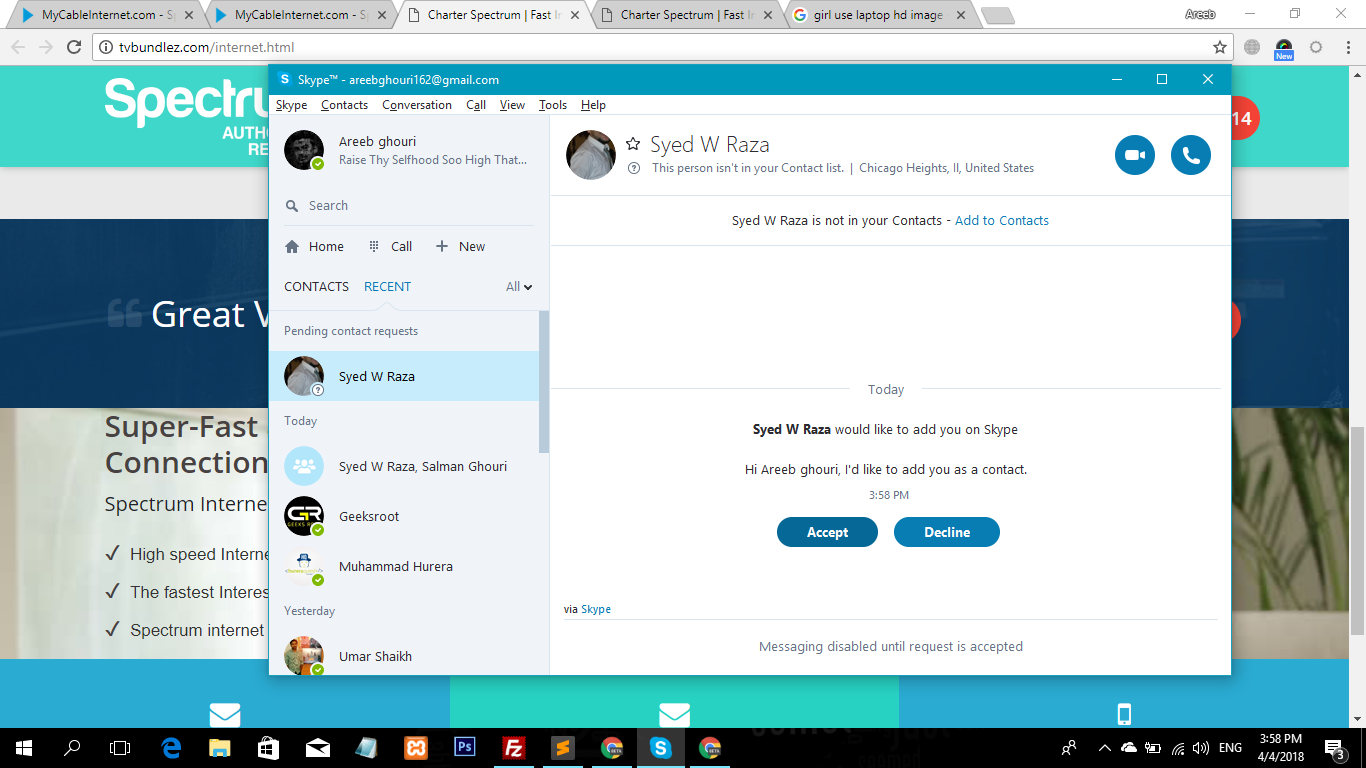 MyCableInternet.com - S
MyCableInternet.com - S
Charter Spectrum | Fast In
Charter Spectrum | Fast In
girl use laptop hd image
Areeb
tvbundlez.com/internet.html
New
Spectru
AUTHO
RE
14
Skype™ - areebghouri162@gmail.com
Skype Contacts Conversation Call View Tools Help
Areeb ghouri
Raise Thy Selfhood Soo High That...
Search
Home Call New
CONTACTS RECENT All
Pending contact requests
Syed W Raza
Today
Syed W Raza, Salman Ghouri
Geeksroot
Muhammad Hurera
Yesterday
Umar Shaikh
Syed W Raza
This person isn't in your Contact list. | Chicago Heights, Il, United States
Syed W Raza is not in your Contacts - Add to Contacts
Today
Syed W Raza would like to add you on Skype
Hi Areeb ghouri, I'd like to add you as a contact.
3:58 PM
Accept Decline
via Skype
Messaging disabled until request is accepted
Great V
Super-Fast
Connection
Spectrum Interne
✓ High speed Interne
✓ The fastest Interes
✓ Spectrum internet
ENG
3:58 PM
4/4/2018
3